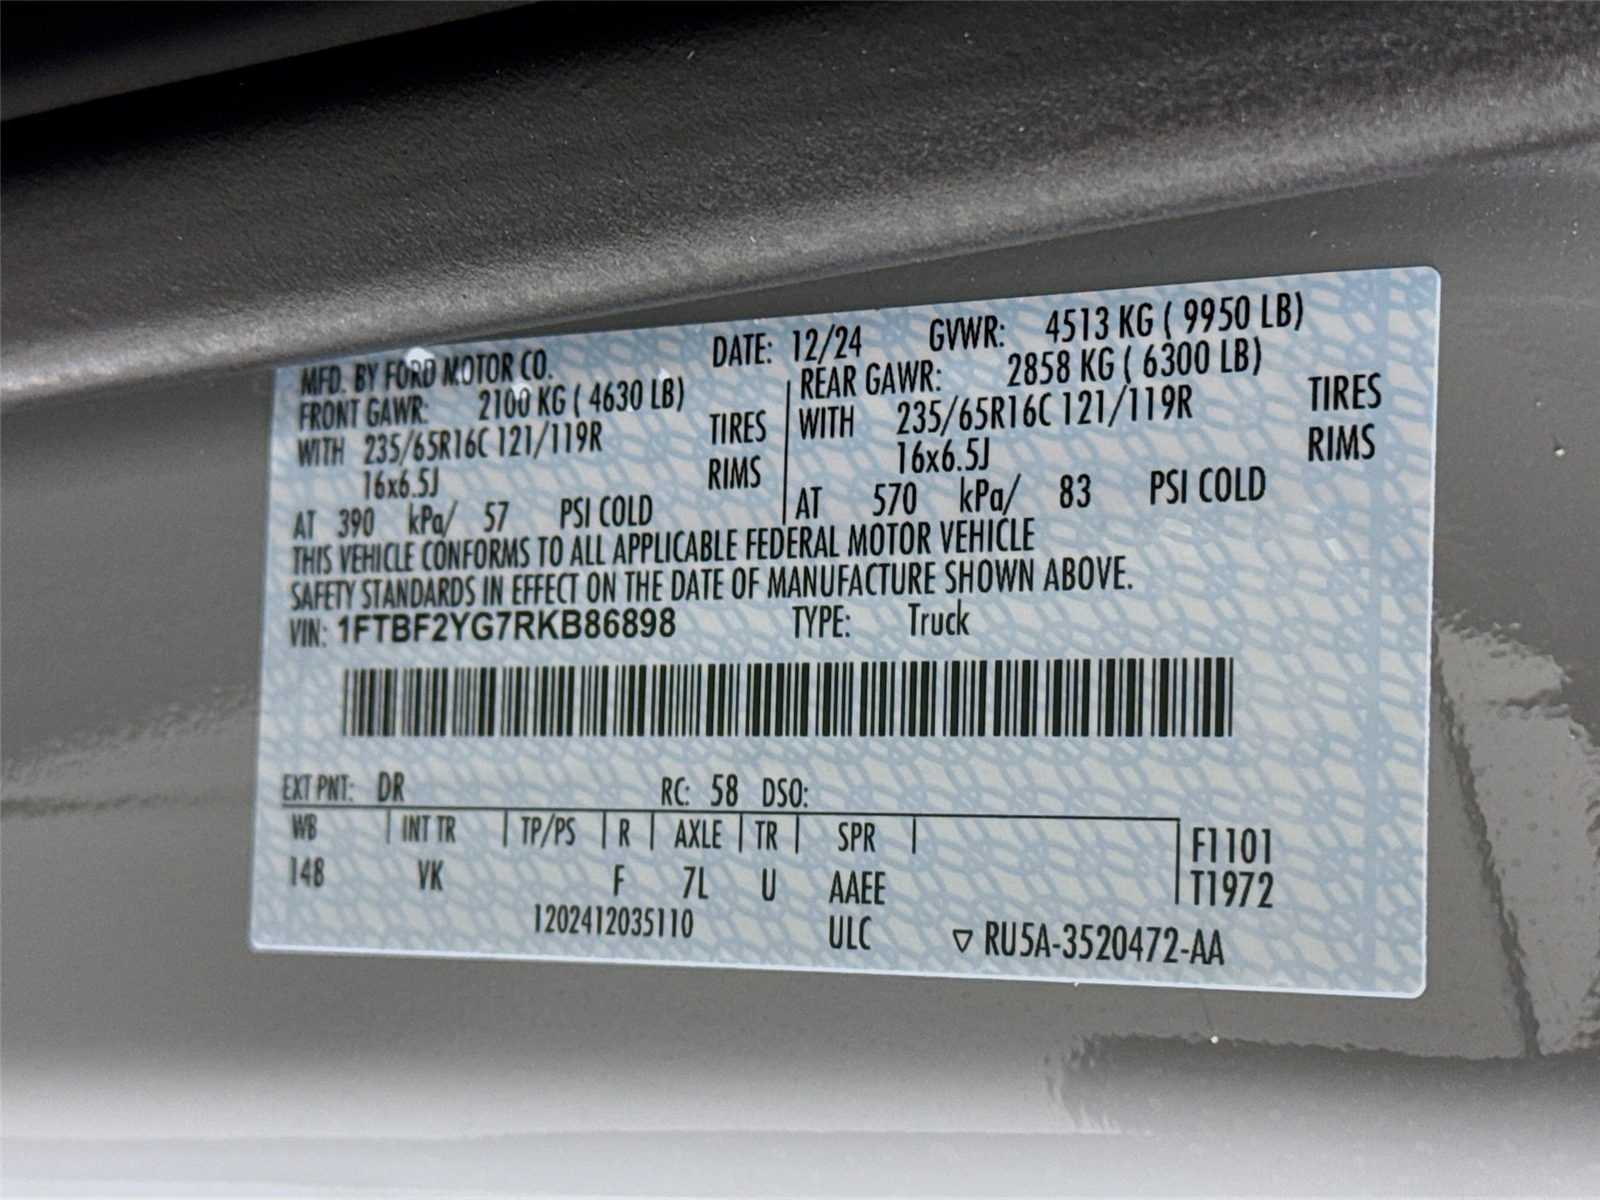 MFD. BY FORD MOTOR CO.
DATE: 12/24 GVWR: 4513 KG ( 9950 LB)
FRONT GAWR: 2100 KG ( 4630 LB)
WITH 235/65R16C 121/119R TIRES
16x6.5J RIMS
AT 390 kPa/ 57 PSI COLD
REAR GAWR: 2858 KG ( 6300 LB)
WITH 235/65R16C 121/119R TIRES
16x6.5J RIMS
AT 570 kPa/ 83 PSI COLD
THIS VEHICLE CONFORMS TO ALL APPLICABLE FEDERAL MOTOR VEHICLE
SAFETY STANDARDS IN EFFECT ON THE DATE OF MANUFACTURE SHOWN ABOVE.
VIN: 1FTBF2YG7RKB86898 TYPE: Truck
EXT PNT: DR RC: 58 DSO:
WB INT TR TP/PS R AXLE TR SPR
148 VK F 7L U AAEE
F1101
T1972
1202412035110 ULC ▽ RU5A-3520472-AA